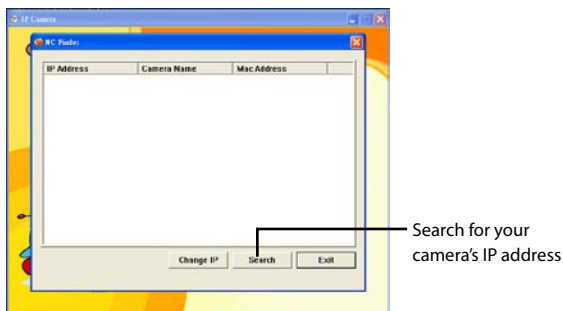 IP Camera
NC Finder
IP Address Camera Name Mac Address
Search for your
camera's IP address
Change IP Search Exit